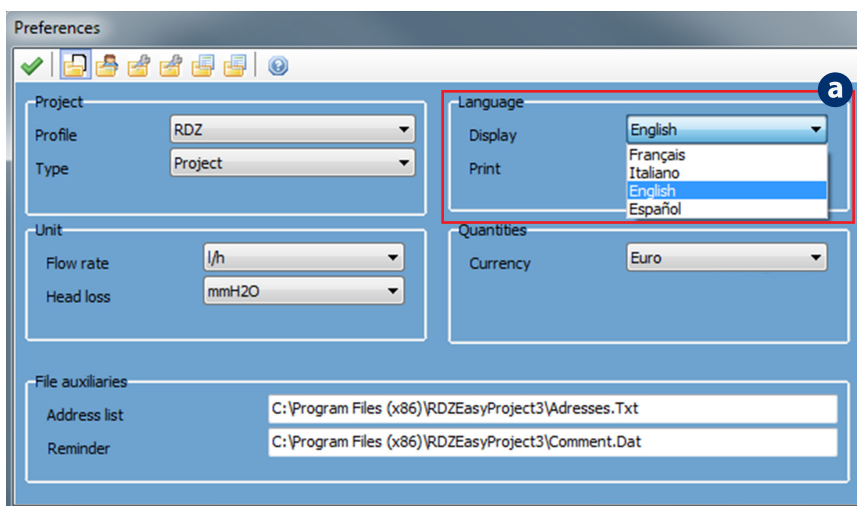 Preferences
a
Project
Profile
RDZ
Type
Project
Language
Display
English
Print
Français
Italiano
English
Español
Unit
Flow rate
l/h
Head loss
mmH2O
Quantities
Currency
Euro
File auxiliaries
Address list
C:\Program Files (x86)\RDZEasyProject3\Adresses.Txt
Reminder
C:\Program Files (x86)\RDZEasyProject3\Comment.Dat